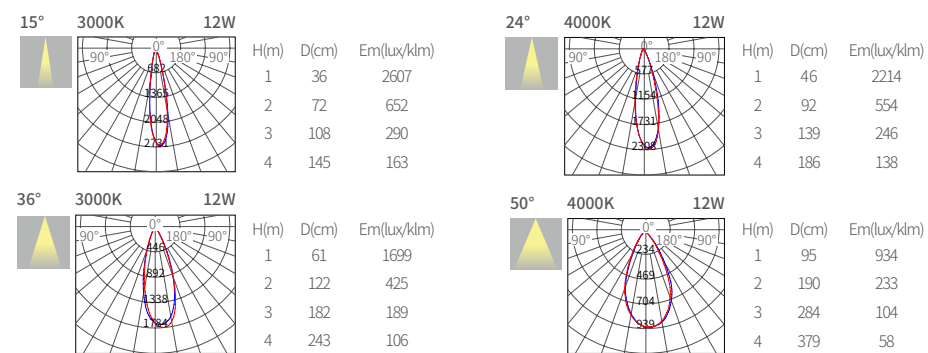 15° 3000K 12W
0°
-90° 180° -90°
682
1365
2048
2731
H(m) D(cm) Em(lux/klm)
1 36 2607
2 72 652
3 108 290
4 145 163
24° 4000K 12W
0°
-90° 180° -90°
577
1154
1731
2308
H(m) D(cm) Em(lux/klm)
1 46 2214
2 92 554
3 139 246
4 186 138
36° 3000K 12W
0°
-90° 180° -90°
446
892
1338
1784
H(m) D(cm) Em(lux/klm)
1 61 1699
2 122 425
3 182 189
4 243 106
50° 4000K 12W
0°
-90° 180° -90°
234
469
704
939
H(m) D(cm) Em(lux/klm)
1 95 934
2 190 233
3 284 104
4 379 58